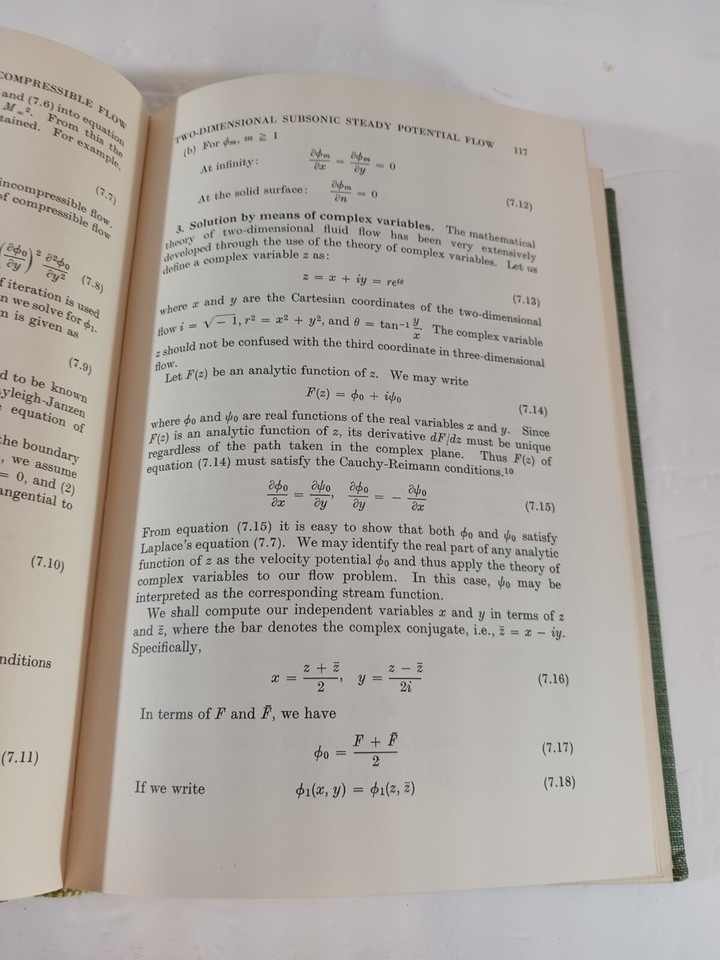 COMPRESSIBLE FLOW
and (7.6) into equation
M∞². From this the
tained. For example,
(7.7)
incompressible flow.
of compressible flow
(∂ϕ₀/∂y)² ∂²ϕ₀/∂y² (7.8)
f iteration is used
n we solve for ϕ₁.
m is given as
(7.9)
d to be known
yleigh-Janzen
equation of
the boundary
, we assume
= 0, and (2)
angential to
(7.10)
nditions
(7.11)
TWO-DIMENSIONAL SUBSONIC STEADY POTENTIAL FLOW 117
(b) For ϕₘ, m ≧ 1
At infinity: ∂ϕₘ/∂x = ∂ϕₘ/∂y = 0
At the solid surface: ∂ϕₘ/∂n = 0 (7.12)
3. Solution by means of complex variables. The mathematical
theory of two-dimensional fluid flow has been very extensively
developed through the use of the theory of complex variables. Let us
define a complex variable z as:
z = x + iy = re^{iθ} (7.13)
where x and y are the Cartesian coordinates of the two-dimensional
flow i = √−1, r² = x² + y², and θ = tan⁻¹ y/x. The complex variable
z should not be confused with the third coordinate in three-dimensional
flow.
Let F(z) be an analytic function of z. We may write
F(z) = ϕ₀ + iψ₀ (7.14)
where ϕ₀ and ψ₀ are real functions of the real variables x and y. Since
F(z) is an analytic function of z, its derivative dF/dz must be unique
regardless of the path taken in the complex plane. Thus F(z) of
equation (7.14) must satisfy the Cauchy-Reimann conditions.¹⁰
∂ϕ₀/∂x = ∂ψ₀/∂y, ∂ϕ₀/∂y = − ∂ψ₀/∂x (7.15)
From equation (7.15) it is easy to show that both ϕ₀ and ψ₀ satisfy
Laplace's equation (7.7). We may identify the real part of any analytic
function of z as the velocity potential ϕ₀ and thus apply the theory of
complex variables to our flow problem. In this case, ψ₀ may be
interpreted as the corresponding stream function.
We shall compute our independent variables x and y in terms of z
and z̄, where the bar denotes the complex conjugate, i.e., z̄ = x − iy.
Specifically,
x = (z + z̄)/2, y = (z − z̄)/2i (7.16)
In terms of F and F̄, we have
ϕ₀ = (F + F̄)/2 (7.17)
If we write ϕ₁(x, y) = ϕ₁(z, z̄) (7.18)